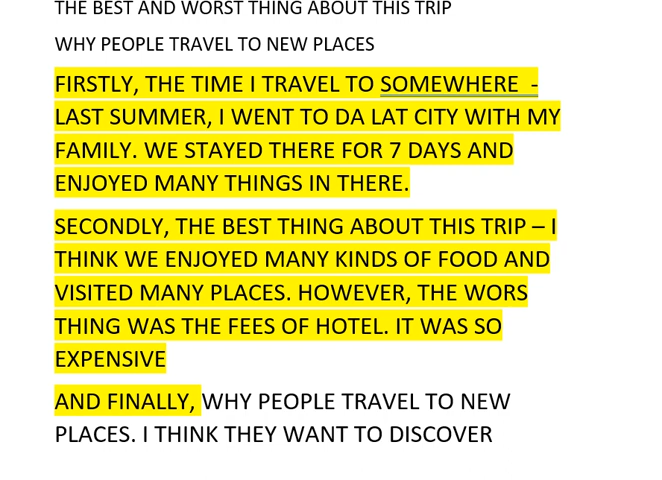 THE BEST AND WORST THING ABOUT THIS TRIP
WHY PEOPLE TRAVEL TO NEW PLACES
FIRSTLY, THE TIME I TRAVEL TO SOMEWHERE -
LAST SUMMER, I WENT TO DA LAT CITY WITH MY
FAMILY. WE STAYED THERE FOR 7 DAYS AND
ENJOYED MANY THINGS IN THERE.
SECONDLY, THE BEST THING ABOUT THIS TRIP – I
THINK WE ENJOYED MANY KINDS OF FOOD AND
VISITED MANY PLACES. HOWEVER, THE WORS
THING WAS THE FEES OF HOTEL. IT WAS SO
EXPENSIVE
AND FINALLY, WHY PEOPLE TRAVEL TO NEW
PLACES. I THINK THEY WANT TO DISCOVER